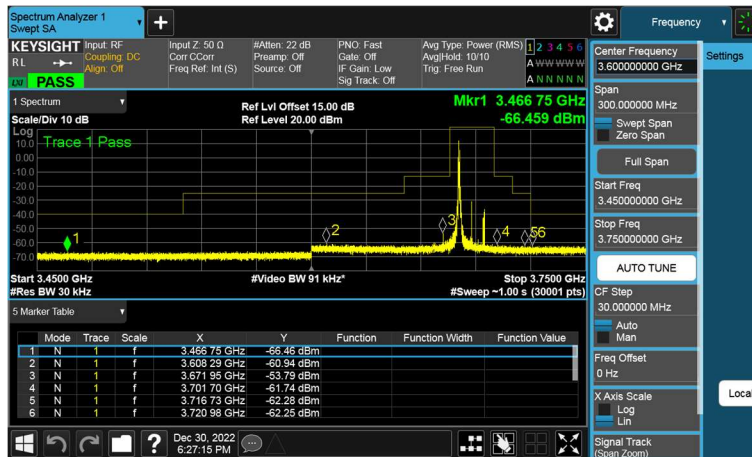 Spectrum Analyzer 1
Swept SA
Frequency
KEYSIGHT
RL
LXI PASS
Input: RF
Coupling: DC
Align: Off
Input Z: 50 Ω
Corr CCorr
Freq Ref: Int (S)
#Atten: 22 dB
Preamp: Off
Source: Off
PNO: Fast
Gate: Off
IF Gain: Low
Sig Track: Off
Avg Type: Power (RMS)
Avg|Hold: 10/10
Trig: Free Run
1 2 3 4 5 6
A W W W W W
A N N N N N
1 Spectrum
Scale/Div 10 dB
Ref Lvl Offset 15.00 dB
Ref Level 20.00 dBm
Mkr1 3.466 75 GHz
-66.459 dBm
Log
Trace 1 Pass
10.0
0.00
-10.0
-20.0
-30.0
-40.0
-50.0
-60.0
-70.0
1
2
3
4
5
6
Start 3.4500 GHz
#Res BW 30 kHz
#Video BW 91 kHz*
Stop 3.7500 GHz
#Sweep ~1.00 s (30001 pts)
5 Marker Table
Mode Trace Scale X Y Function Function Width Function Value
1 N 1 f 3.466 75 GHz -66.46 dBm
2 N 1 f 3.608 29 GHz -60.94 dBm
3 N 1 f 3.671 95 GHz -53.79 dBm
4 N 1 f 3.701 70 GHz -61.74 dBm
5 N 1 f 3.716 73 GHz -62.28 dBm
6 N 1 f 3.720 98 GHz -62.25 dBm
?
Dec 30, 2022
6:27:15 PM
Center Frequency
3.600000000 GHz
Settings
Span
300.000000 MHz
Swept Span
Zero Span
Full Span
Start Freq
3.450000000 GHz
Stop Freq
3.750000000 GHz
AUTO TUNE
CF Step
30.000000 MHz
Auto
Man
Freq Offset
0 Hz
X Axis Scale
Log
Lin
Local
Signal Track
(Span Zoom)